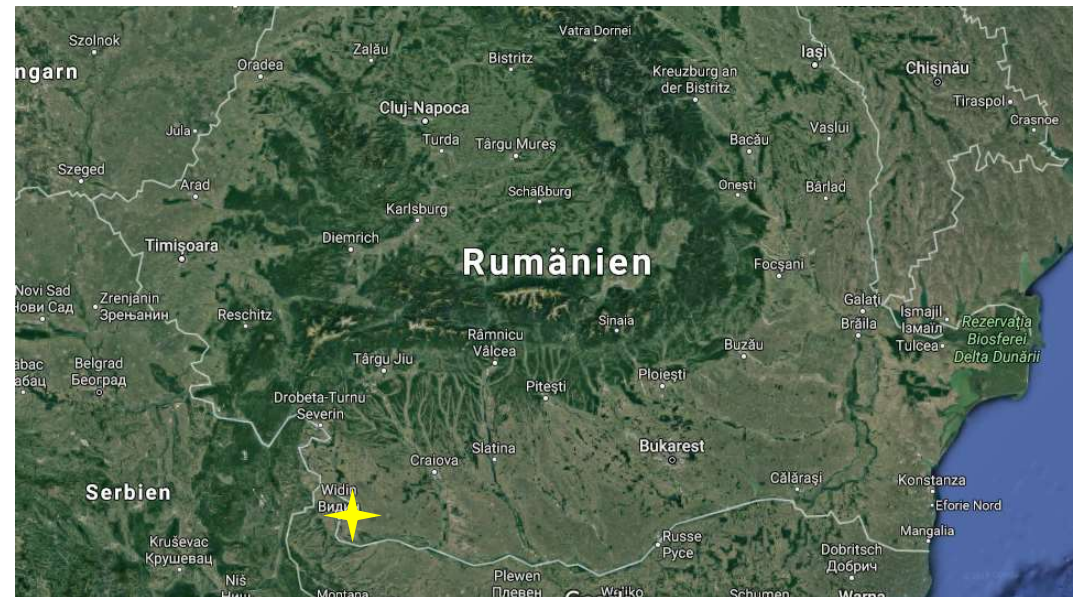 Vatra Dornei
Szolnok
Zalău
Iași
Oradea
Bistritz
ngarn
Kreuzburg an
der Bistritz
Chișinău
Tiraspol
Cluj-Napoca
Crasnoe
Jula
Turda
Târgu Mureș
Bacău
Vaslui
Szeged
Arad
Schäßburg
Onești
Bârlad
Karlsburg
Timișoara
Diemrich
Rumänien
Focșani
Novi Sad
Нови Сад
Zrenjanin
Зрењанин
Reschitz
Galați
Brăila
Ismajil
Ізмаїл
Tulcea
Rezervația
Biosferei
Delta Dunării
Sinaia
Râmnicu
Vâlcea
Buzău
Târgu Jiu
abac
абац
Belgrad
Београд
Ploiești
Pitești
Drobeta-Turnu
Severin
Slatina
Bukarest
Craiova
Călărași
Konstanza
Serbien
Widin
Eforie Nord
Mangalia
Kruševac
Крушевац
Russe
Русе
Dobritsch
Добрич
Plewen
Плевен
Niš
Montana
Schumen
Warna